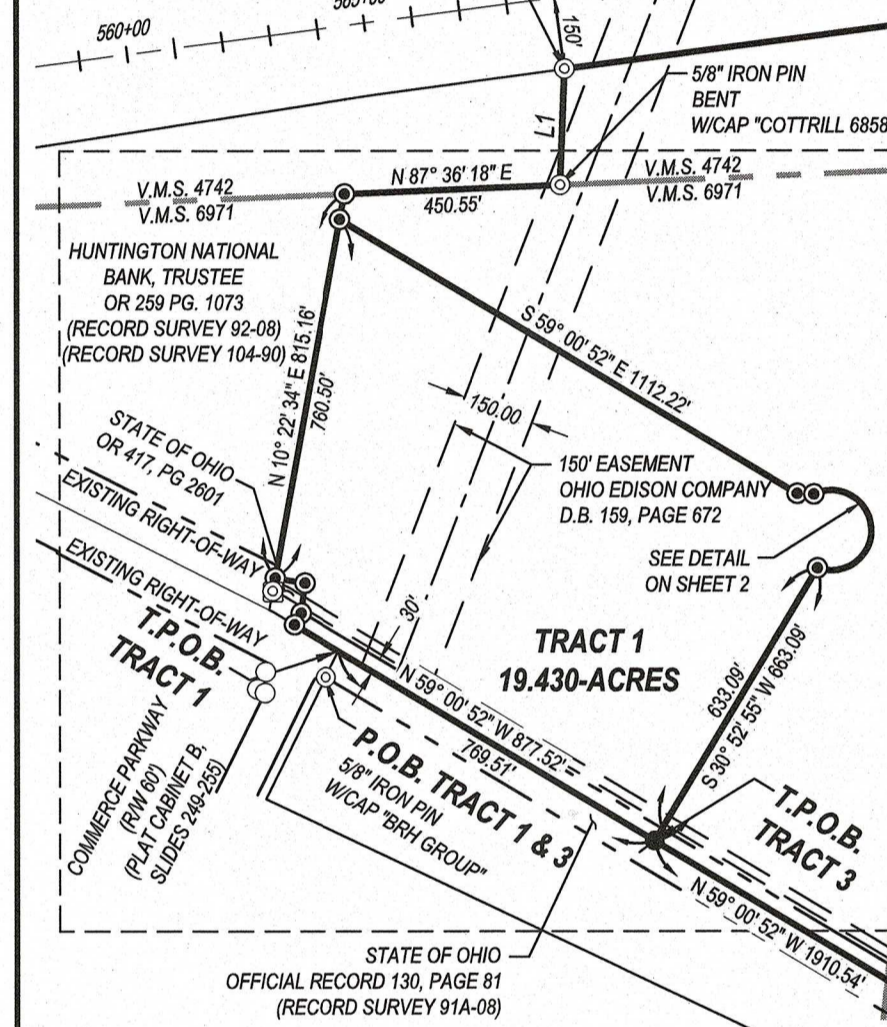 560+00
150'
5/8" IRON PIN
BENT
W/CAP "COTTRILL 6858
L1
V.M.S. 4742
V.M.S. 6971
N 87° 36' 18" E
450.55'
V.M.S. 4742
V.M.S. 6971
HUNTINGTON NATIONAL
BANK, TRUSTEE
OR 259 PG. 1073
(RECORD SURVEY 92-08)
(RECORD SURVEY 104-90)
N 10° 22' 34" E 815.16'
760.50'
S 59° 00' 52" E 1112.22'
150.00
STATE OF OHIO
OR 417, PG 2601
EXISTING RIGHT-OF-WAY
EXISTING RIGHT-OF-WAY
150' EASEMENT
OHIO EDISON COMPANY
D.B. 159, PAGE 672
SEE DETAIL
ON SHEET 2
30'
TRACT 1
19.430-ACRES
T.P.O.B.
TRACT 1
633.09'
S 30° 52' 55" W 663.09'
N 59° 00' 52" W 877.52'=
769.51'
COMMERCE PARKWAY
(R/W 60')
(PLAT CABINET B,
SLIDES 249-255)
P.O.B. TRACT 1 & 3
5/8" IRON PIN
W/CAP "BRH GROUP"
T.P.O.B.
TRACT 3
N 59° 00' 52" W 1910.54'
STATE OF OHIO
OFFICIAL RECORD 130, PAGE 81
(RECORD SURVEY 91A-08)